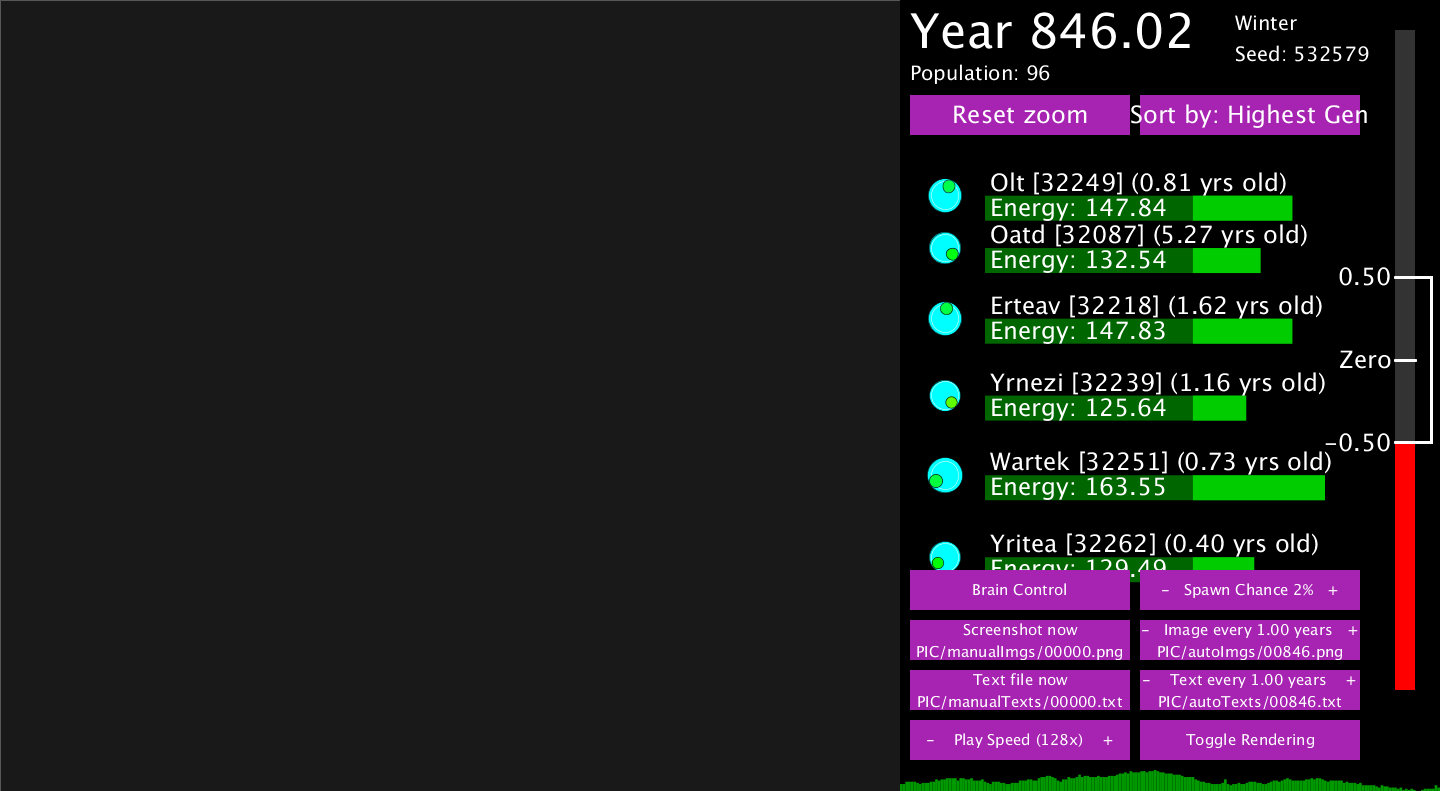 Year 846.02
Winter
Seed: 532579
Population: 96
Reset zoom
Sort by: Highest Gen
Olt [32249] (0.81 yrs old)
Energy: 147.84
Oatd [32087] (5.27 yrs old)
Energy: 132.54
0.50
Erteav [32218] (1.62 yrs old)
Energy: 147.83
Zero
Yrnezi [32239] (1.16 yrs old)
Energy: 125.64
-0.50
Wartek [32251] (0.73 yrs old)
Energy: 163.55
Yritea [32262] (0.40 yrs old)
Energy: 129.49
Brain Control
- Spawn Chance 2% +
Screenshot now
PIC/manualImgs/00000.png
- Image every 1.00 years +
PIC/autoImgs/00846.png
Text file now
PIC/manualTexts/00000.txt
- Text every 1.00 years +
PIC/autoTexts/00846.txt
- Play Speed (128x) +
Toggle Rendering